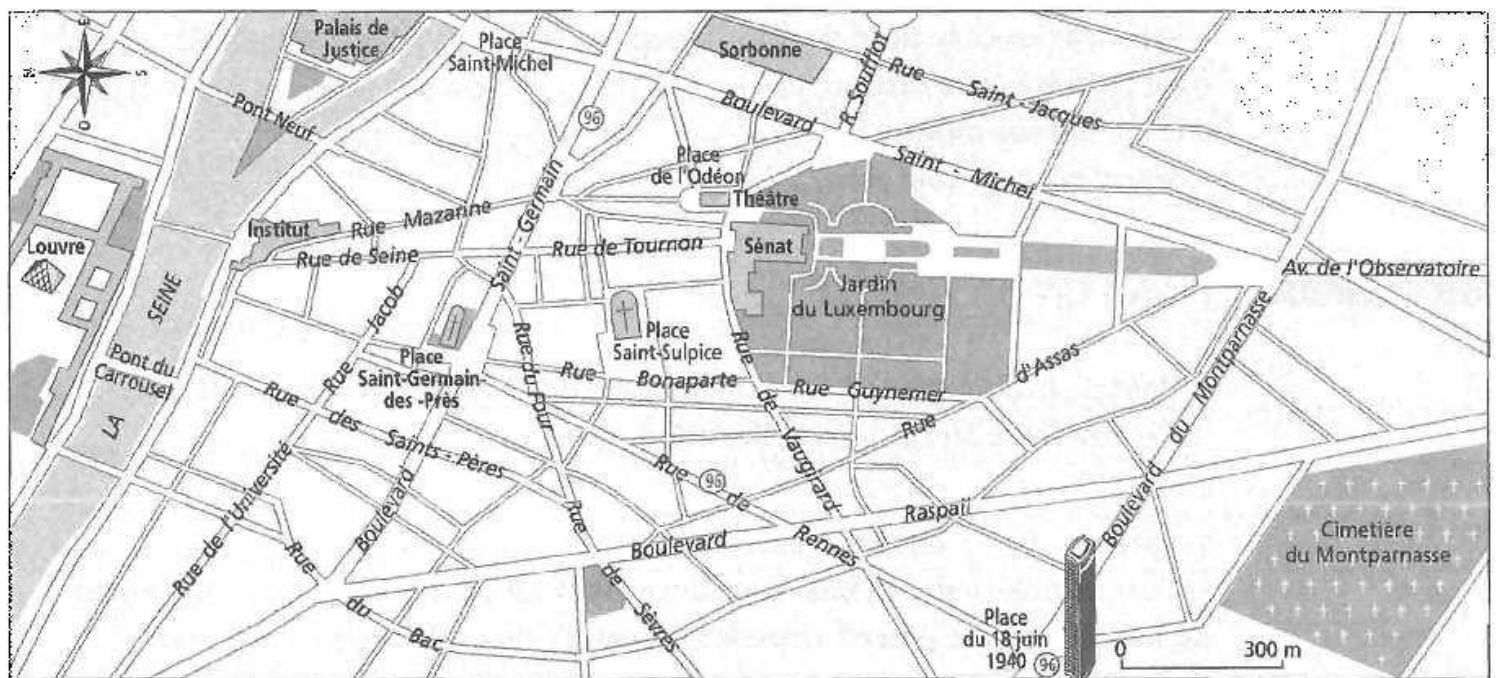 E
N
S
O
Palais de
Justice
Place
Saint-Michel
Sorbonne
R. Soufflot
Rue Saint-Jacques
Pont Neuf
96
Boulevard Saint-Michel
Place
de l'Odéon
Théâtre
Louvre
Institut
Rue Mazarine
Boulevard Saint-Germain
Rue de Seine
Rue de Tournon
Sénat
Jardin
du Luxembourg
Av. de l'Observatoire
LA SEINE
Pont du
Carrousel
Rue Jacob
Place
Saint-Germain-
des -Près
Rue du Four
Place
Saint-Sulpice
Rue Bonaparte
Rue Guynemer
Rue d'Assas
Boulevard du Montparnasse
Rue des Saints-Pères
Rue de l'Université
Rue de Rennes
96
Rue de Vaugirard
Boulevard Raspail
Rue du Bac
Rue de Sèvres
Cimetière
du Montparnasse
Place
du 18 juin
1940
96
0
300 m